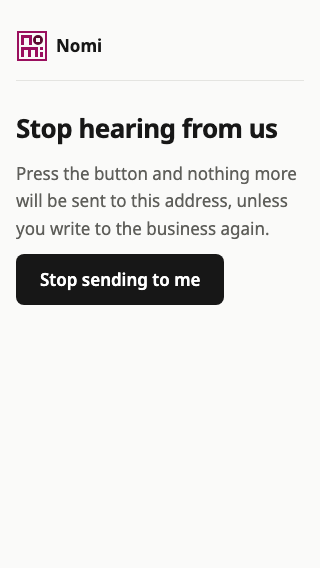 nomi
Nomi
Stop hearing from us
Press the button and nothing more
will be sent to this address, unless
you write to the business again.
Stop sending to me